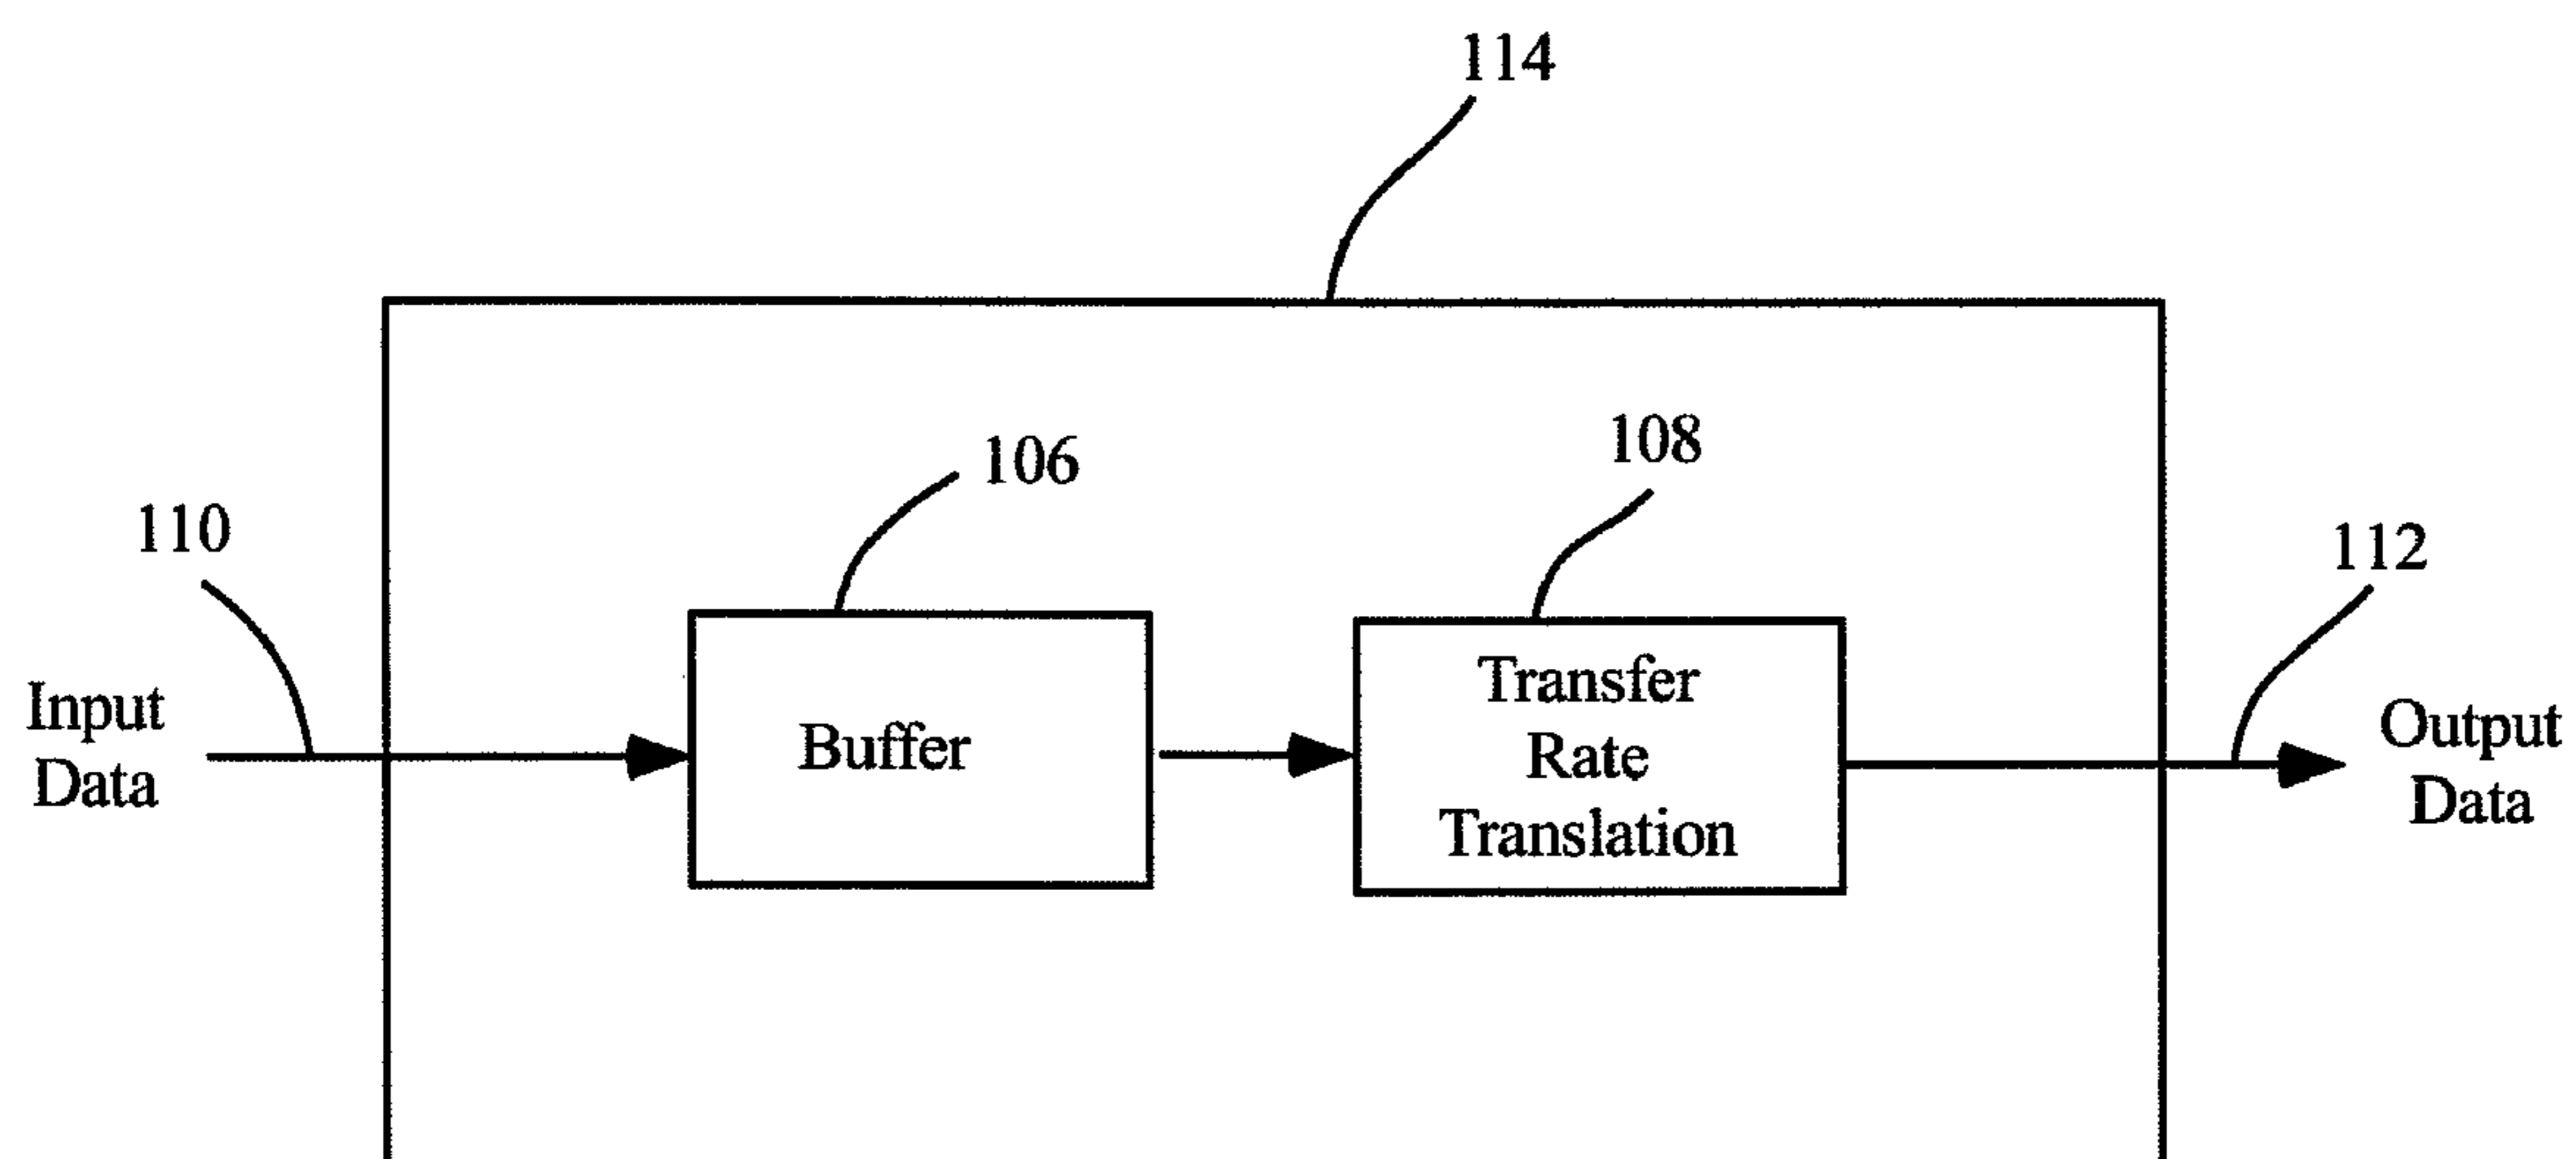 114
106
108
110
112
Input
Data
Buffer
Transfer
Rate
Translation
Output
Data